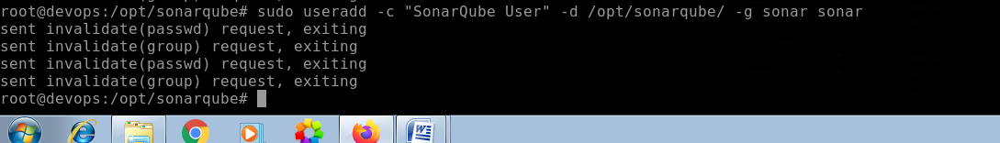 root@devops:/opt/sonarqube# sudo useradd -c "SonarQube User" -d /opt/sonarqube/ -g sonar sonar
sent invalidate(passwd) request, exiting
sent invalidate(group) request, exiting
sent invalidate(passwd) request, exiting
sent invalidate(group) request, exiting
root@devops:/opt/sonarqube#